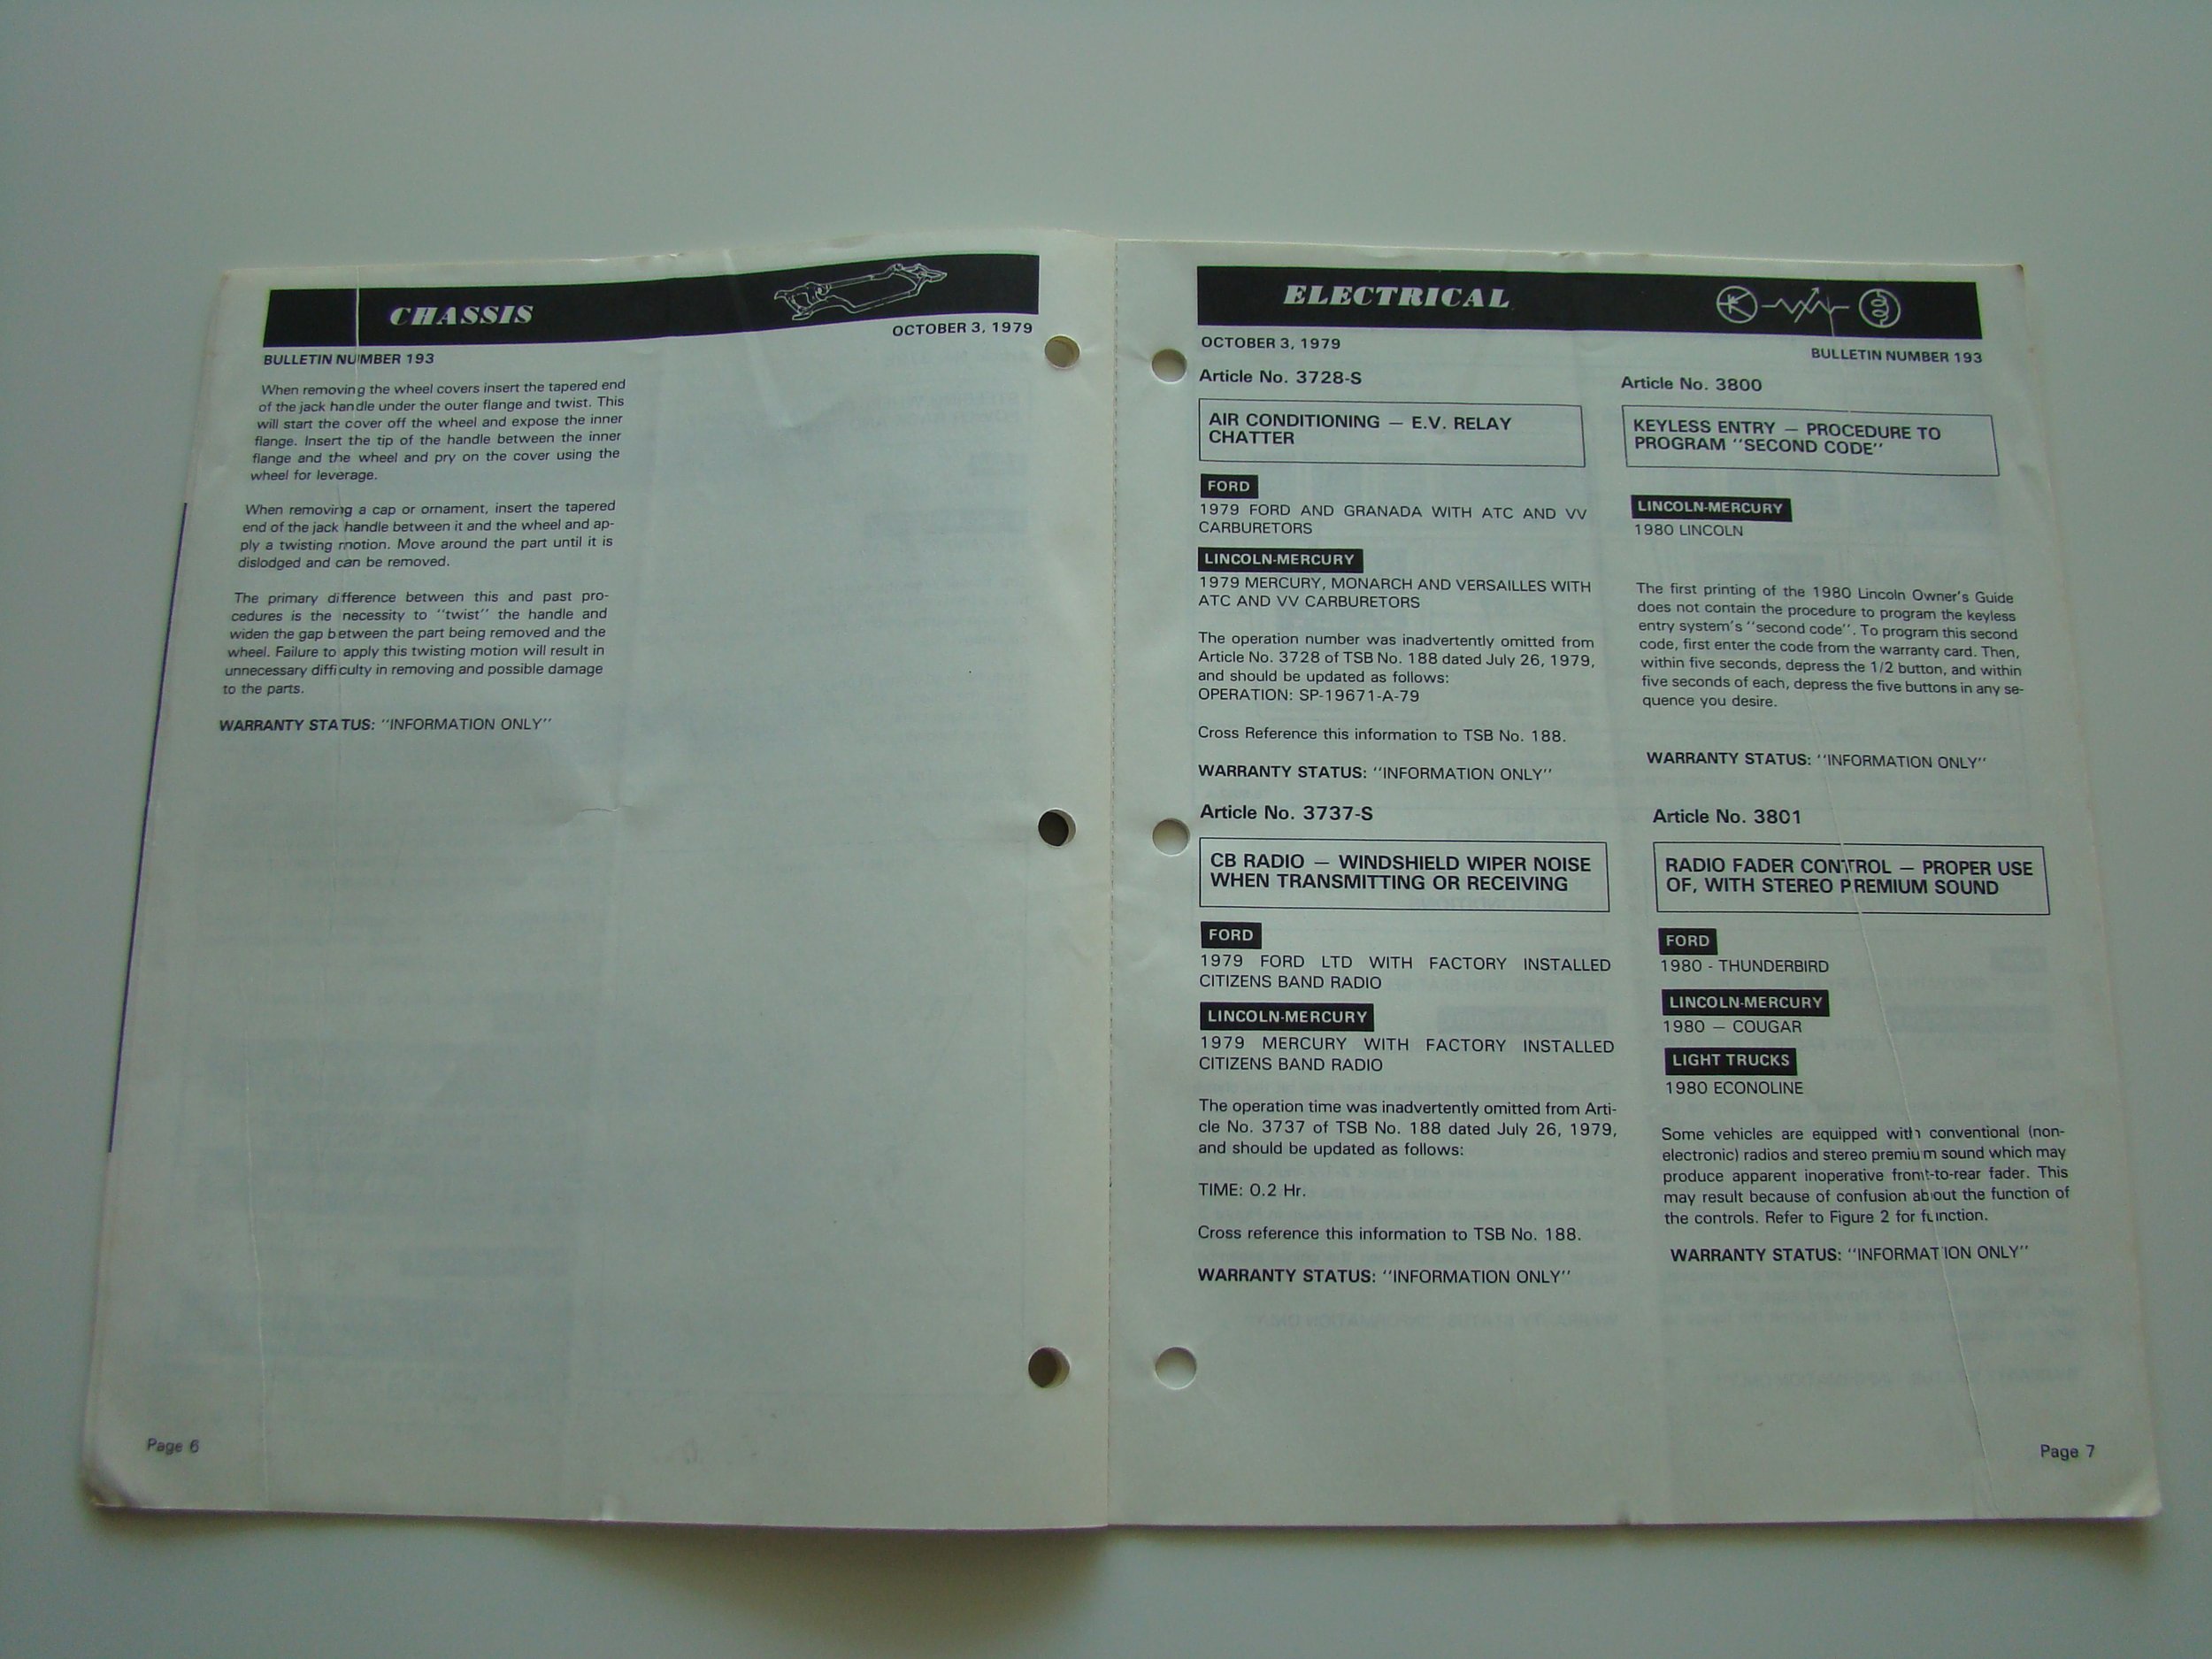 CHASSIS
OCTOBER 3, 1979
BULLETIN NUMBER 193
When removing the wheel covers insert the tapered end
of the jack handle under the outer flange and twist. This
will start the cover off the wheel and expose the inner
flange. Insert the tip of the handle between the inner
flange and the wheel and pry on the cover using the
wheel for leverage.
When removing a cap or ornament, insert the tapered
end of the jack handle between it and the wheel and ap-
ply a twisting motion. Move around the part until it is
dislodged and can be removed.
The primary difference between this and past pro-
cedures is the necessity to "twist" the handle and
widen the gap between the part being removed and the
wheel. Failure to apply this twisting motion will result in
unnecessary difficulty in removing and possible damage
to the parts.
WARRANTY STATUS: "INFORMATION ONLY"
Page 6
ELECTRICAL
OCTOBER 3, 1979
BULLETIN NUMBER 193
Article No. 3728-S
AIR CONDITIONING — E.V. RELAY
CHATTER
FORD
1979 FORD AND GRANADA WITH ATC AND VV
CARBURETORS
LINCOLN-MERCURY
1979 MERCURY, MONARCH AND VERSAILLES WITH
ATC AND VV CARBURETORS
The operation number was inadvertently omitted from
Article No. 3728 of TSB No. 188 dated July 26, 1979,
and should be updated as follows:
OPERATION: SP-19671-A-79
Cross Reference this information to TSB No. 188.
WARRANTY STATUS: "INFORMATION ONLY"
Article No. 3737-S
CB RADIO — WINDSHIELD WIPER NOISE
WHEN TRANSMITTING OR RECEIVING
FORD
1979 FORD LTD WITH FACTORY INSTALLED
CITIZENS BAND RADIO
LINCOLN-MERCURY
1979 MERCURY WITH FACTORY INSTALLED
CITIZENS BAND RADIO
The operation time was inadvertently omitted from Arti-
cle No. 3737 of TSB No. 188 dated July 26, 1979,
and should be updated as follows:
TIME: 0.2 Hr.
Cross reference this information to TSB No. 188.
WARRANTY STATUS: "INFORMATION ONLY"
Article No. 3800
KEYLESS ENTRY — PROCEDURE TO
PROGRAM "SECOND CODE"
LINCOLN-MERCURY
1980 LINCOLN
The first printing of the 1980 Lincoln Owner's Guide
does not contain the procedure to program the keyless
entry system's "second code". To program this second
code, first enter the code from the warranty card. Then,
within five seconds, depress the 1/2 button, and within
five seconds of each, depress the five buttons in any se-
quence you desire.
WARRANTY STATUS: "INFORMATION ONLY"
Article No. 3801
RADIO FADER CONTROL — PROPER USE
OF, WITH STEREO PREMIUM SOUND
FORD
1980 - THUNDERBIRD
LINCOLN-MERCURY
1980 — COUGAR
LIGHT TRUCKS
1980 ECONOLINE
Some vehicles are equipped with conventional (non-
electronic) radios and stereo premium sound which may
produce apparent inoperative front-to-rear fader. This
may result because of confusion about the function of
the controls. Refer to Figure 2 for function.
WARRANTY STATUS: "INFORMATION ONLY"
Page 7